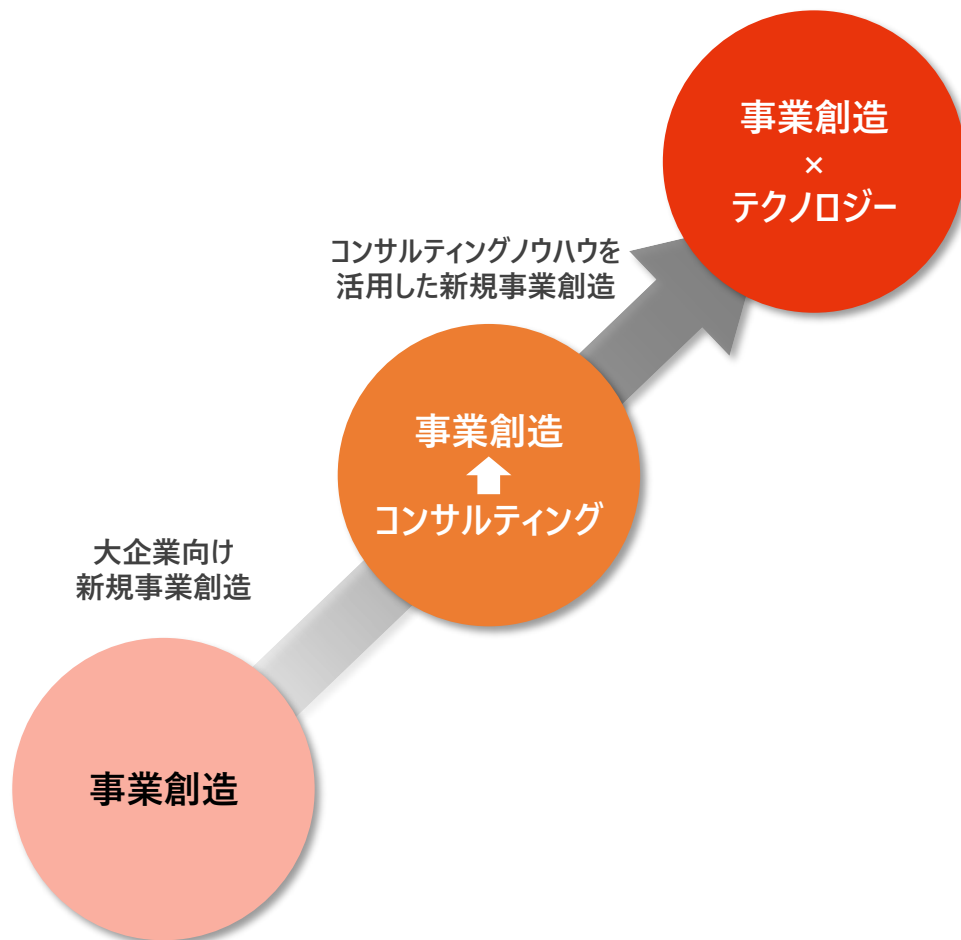 事業創造
×
テクノロジー
コンサルティングノウハウを
活用した新規事業創造
事業創造
コンサルティング
大企業向け
新規事業創造
事業創造